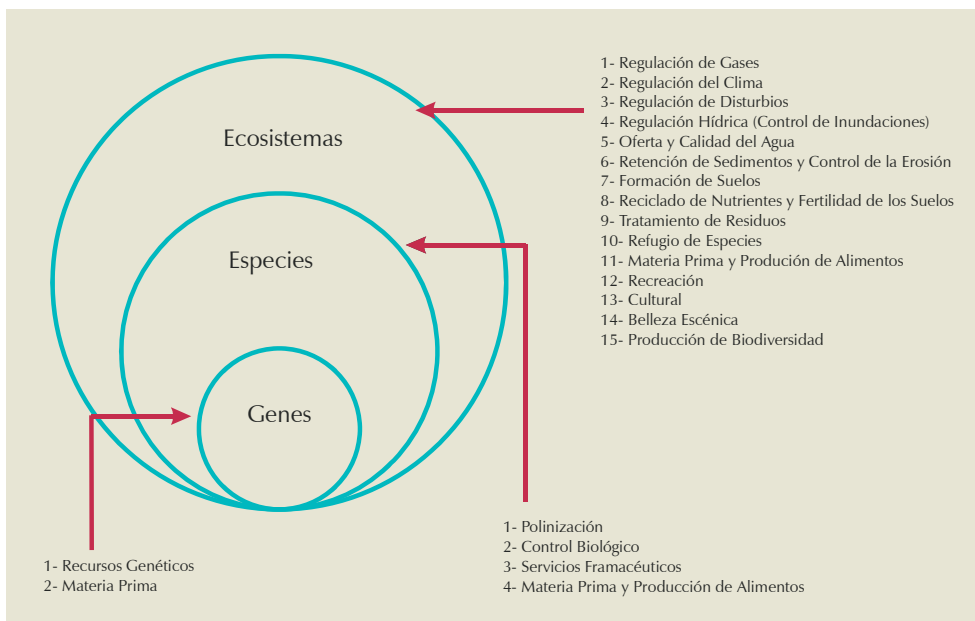 Ecosistemas
Especies
Genes
1- Regulación de Gases
2- Regulación del Clima
3- Regulación de Disturbios
4- Regulación Hídrica (Control de Inundaciones)
5- Oferta y Calidad del Agua
6- Retención de Sedimentos y Control de la Erosión
7- Formación de Suelos
8- Reciclado de Nutrientes y Fertilidad de los Suelos
9- Tratamiento de Residuos
10- Refugio de Especies
11- Materia Prima y Produción de Alimentos
12- Recreación
13- Cultural
14- Belleza Escénica
15- Producción de Biodiversidad
1- Polinización
2- Control Biológico
3- Servicios Framacéuticos
4- Materia Prima y Producción de Alimentos
1- Recursos Genéticos
2- Materia Prima